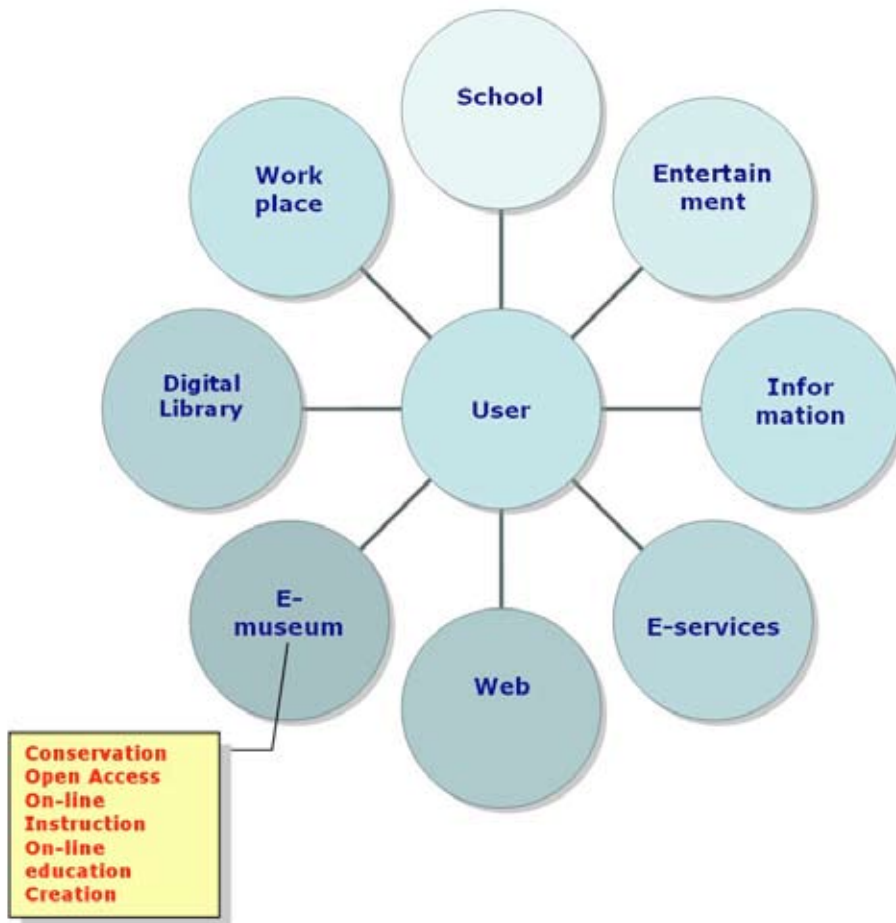 School
Work
place
Entertain
ment
Digital
Library
User
Infor
mation
E-
museum
Web
E-services
Conservation
Open Access
On-line
Instruction
On-line
education
Creation